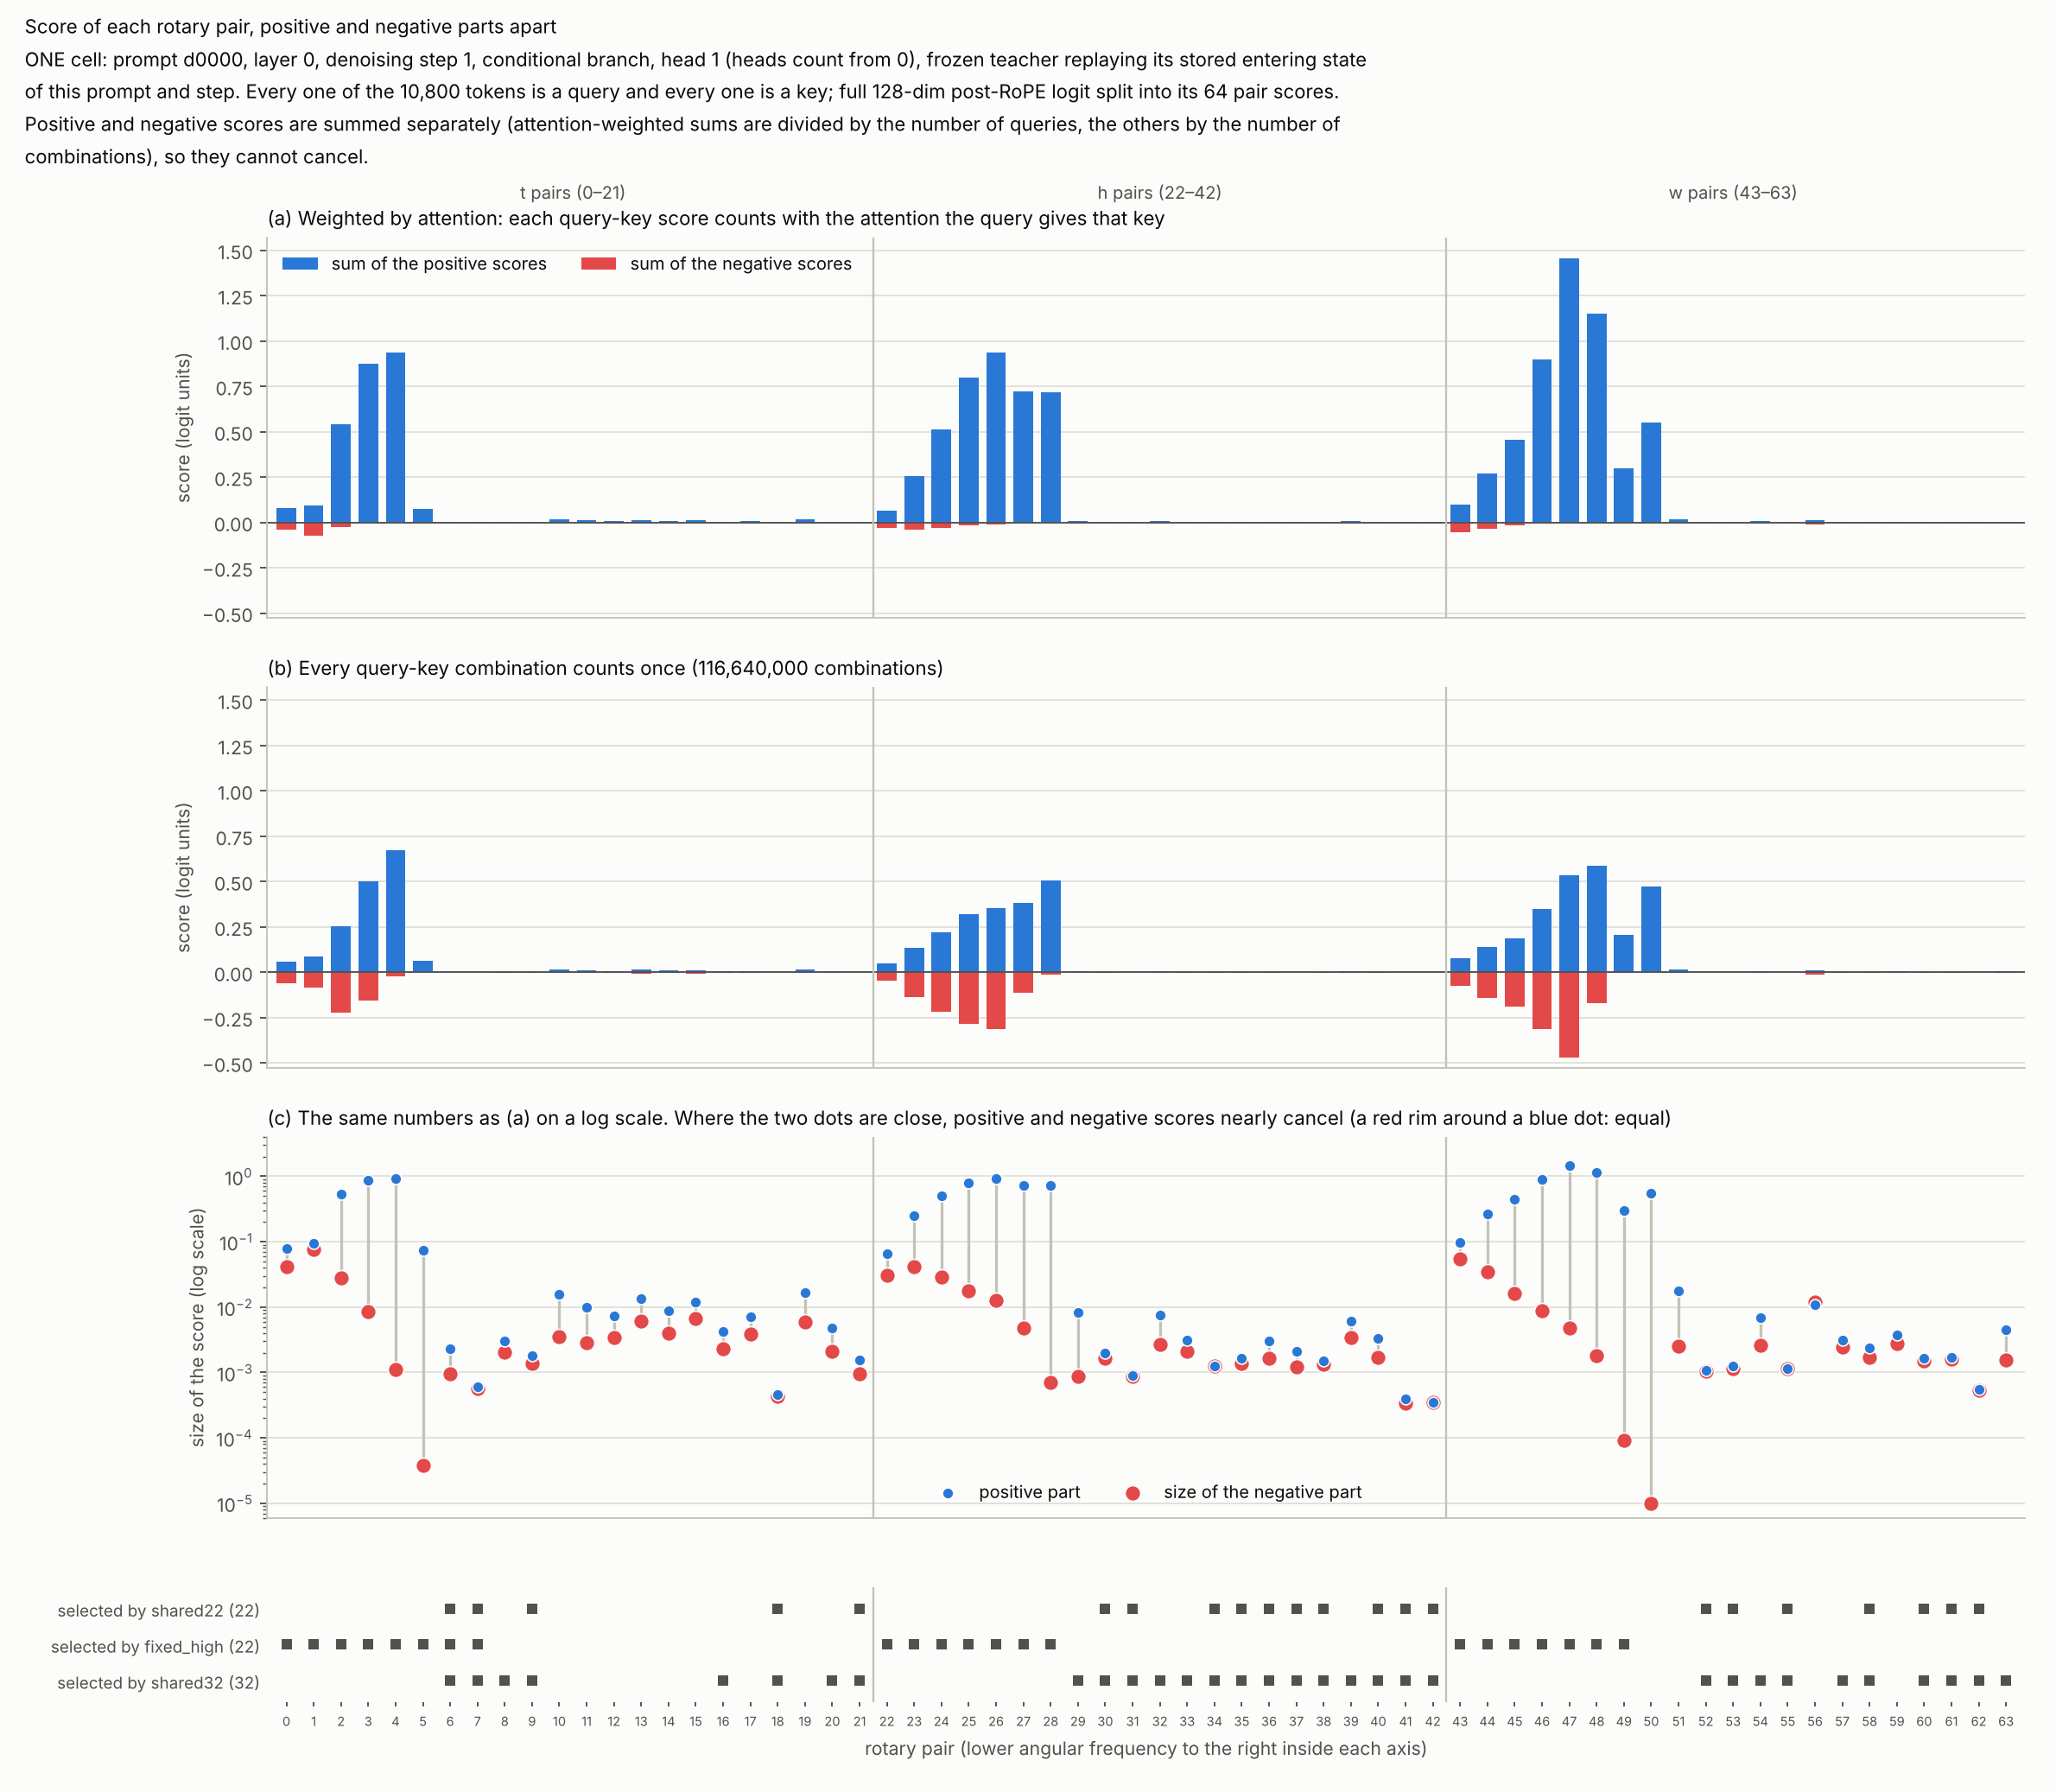 Score of each rotary pair, positive and negative parts apart
ONE cell: prompt d0000, layer 0, denoising step 1, conditional branch, head 1 (heads count from 0), frozen teacher replaying its stored entering state
of this prompt and step. Every one of the 10,800 tokens is a query and every one is a key; full 128-dim post-RoPE logit split into its 64 pair scores.
Positive and negative scores are summed separately (attention-weighted sums are divided by the number of queries, the others by the number of
combinations), so they cannot cancel.
t pairs (0–21) h pairs (22–42) w pairs (43–63)
(a) Weighted by attention: each query-key score counts with the attention the query gives that key
sum of the positive scores sum of the negative scores
score (logit units)
1.50
1.25
1.00
0.75
0.50
0.25
0.00
−0.25
−0.50
(b) Every query-key combination counts once (116,640,000 combinations)
score (logit units)
1.50
1.25
1.00
0.75
0.50
0.25
0.00
−0.25
−0.50
(c) The same numbers as (a) on a log scale. Where the two dots are close, positive and negative scores nearly cancel (a red rim around a blue dot: equal)
size of the score (log scale)
10⁰
10⁻¹
10⁻²
10⁻³
10⁻⁴
10⁻⁵
positive part size of the negative part
selected by shared22 (22)
selected by fixed_high (22)
selected by shared32 (32)
0 1 2 3 4 5 6 7 8 9 10 11 12 13 14 15 16 17 18 19 20 21 22 23 24 25 26 27 28 29 30 31 32 33 34 35 36 37 38 39 40 41 42 43 44 45 46 47 48 49 50 51 52 53 54 55 56 57 58 59 60 61 62 63
rotary pair (lower angular frequency to the right inside each axis)